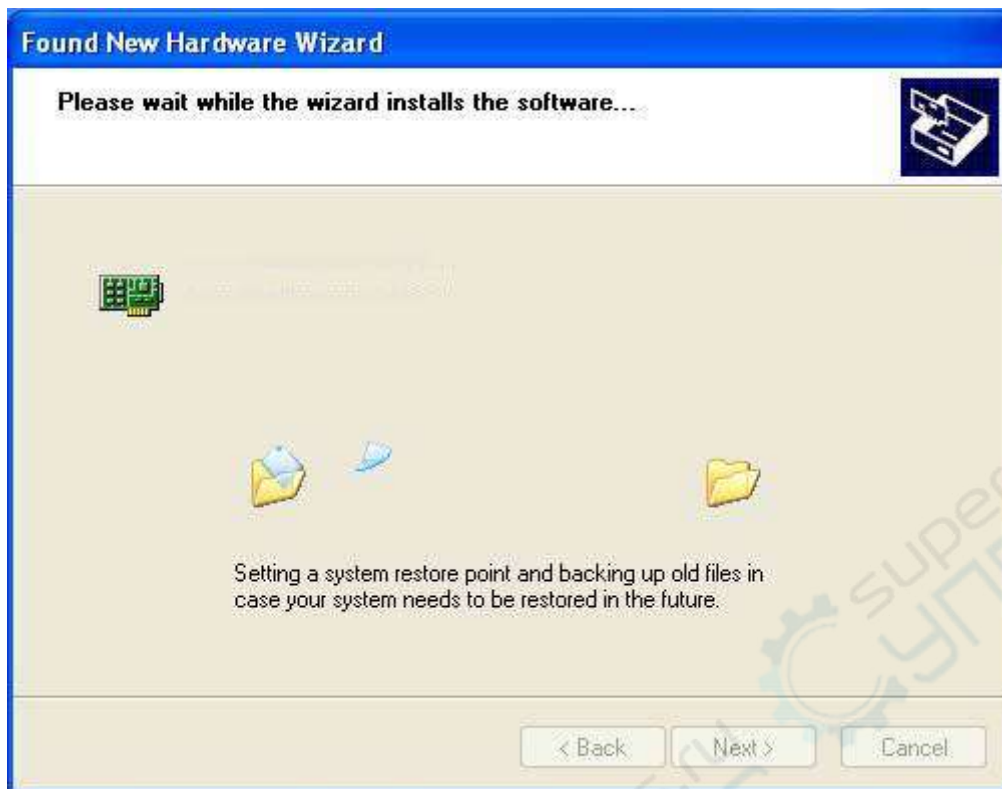 Found New Hardware Wizard
Please wait while the wizard installs the software...
Setting a system restore point and backing up old files in
case your system needs to be restored in the future.
< Back
Next >
Cancel